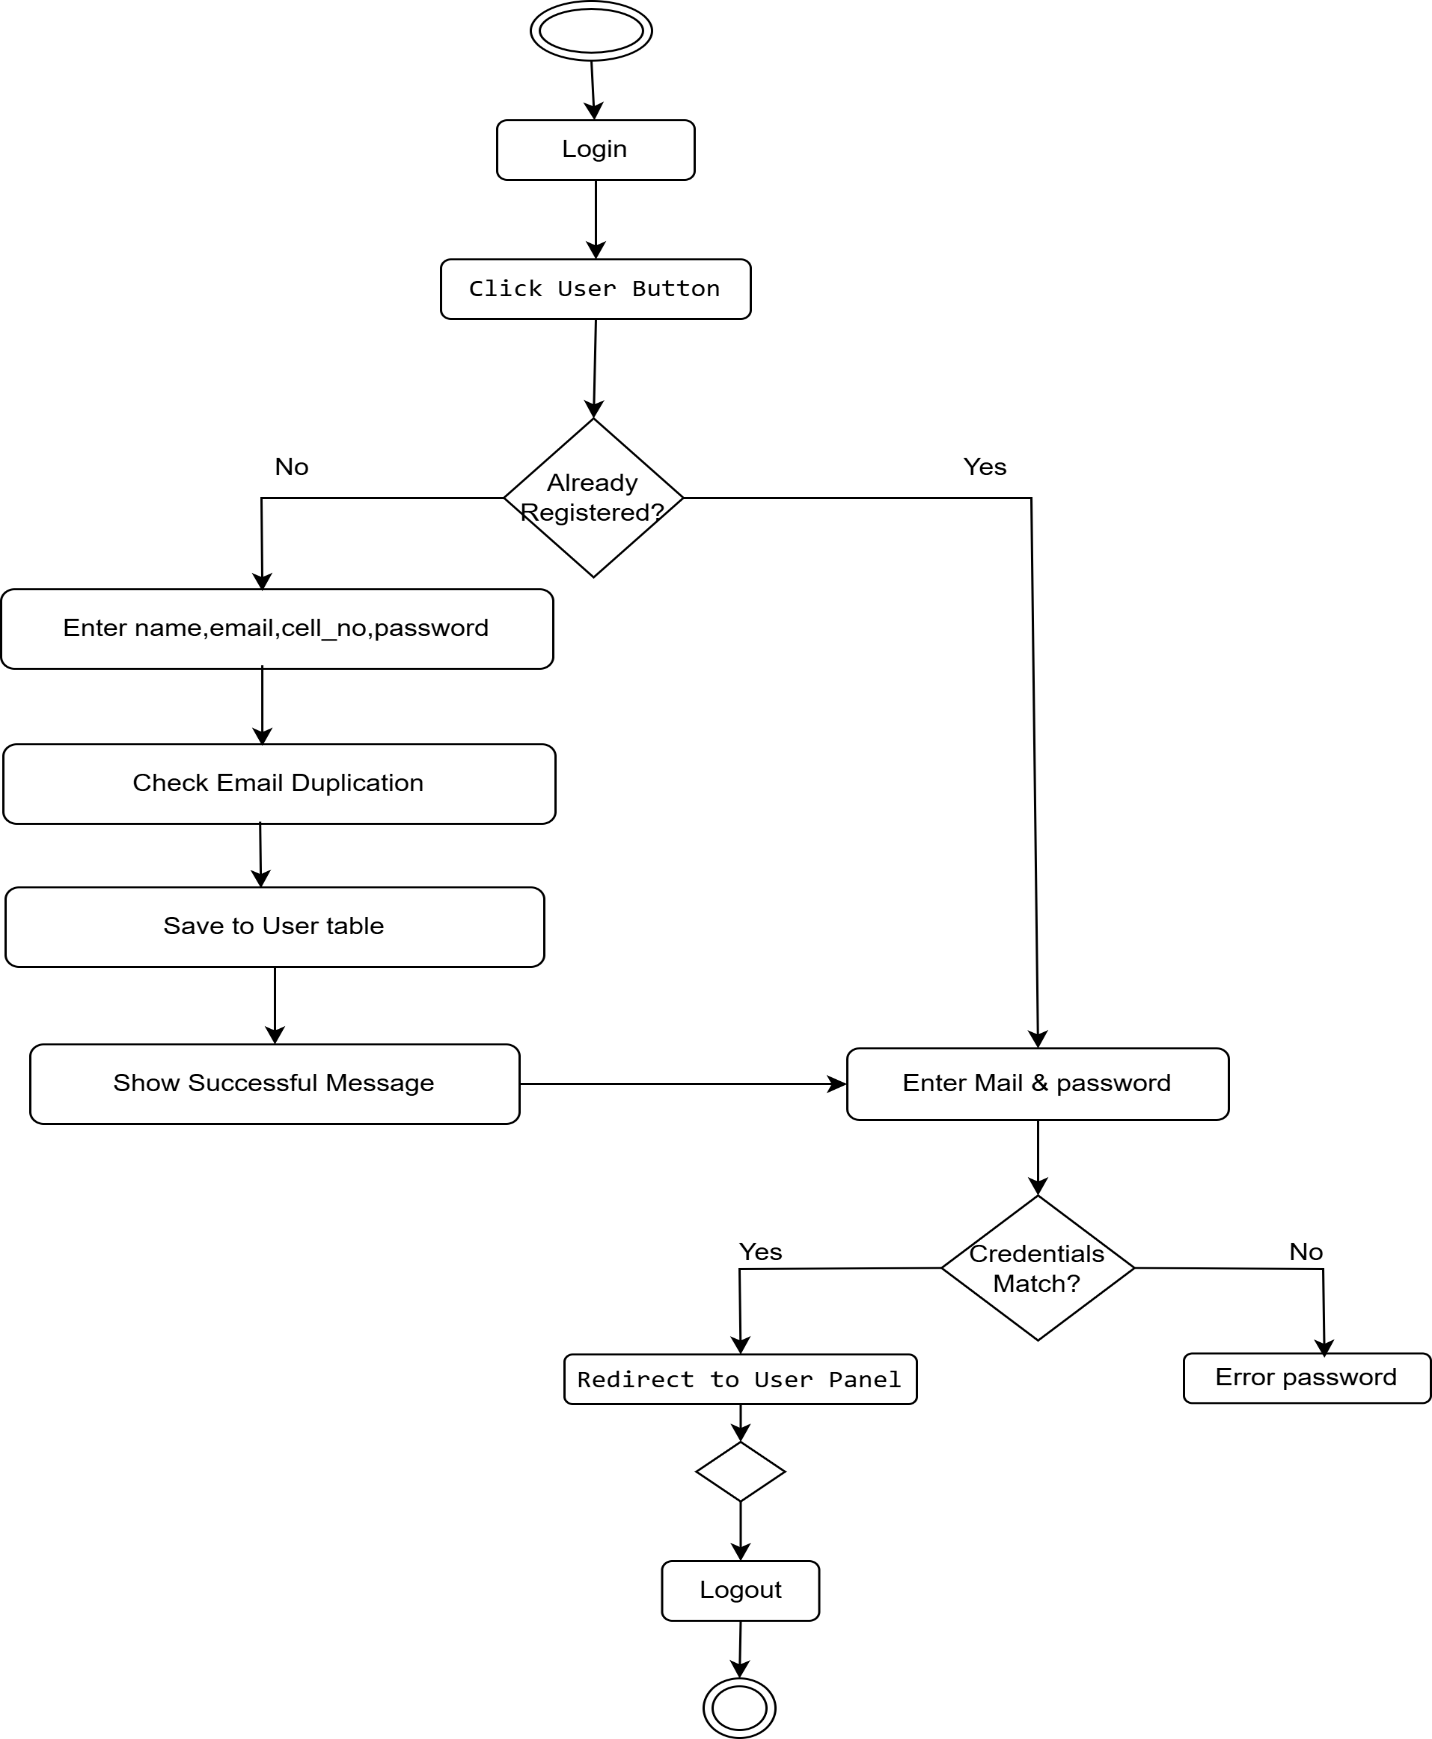 Login
Click User Button
Already
Registered?
No
Yes
Enter name,email,cell_no,password
Check Email Duplication
Save to User table
Show Successful Message
Enter Mail & password
Credentials
Match?
Yes
No
Redirect to User Panel
Error password
Logout